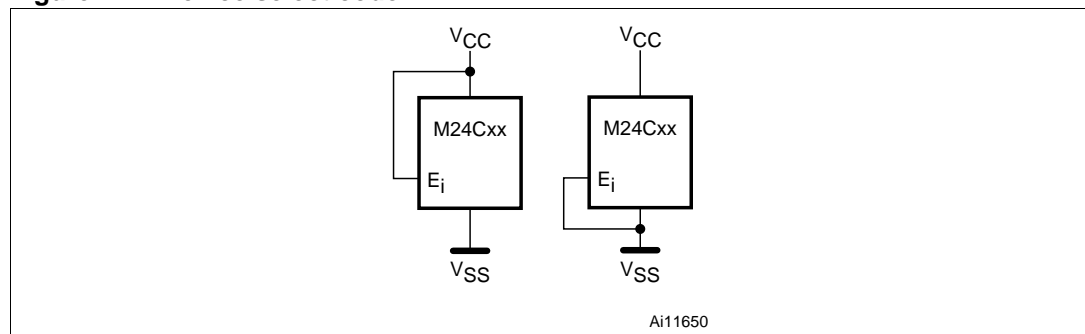 VCC VCC
M24Cxx M24Cxx
Ei Ei
VSS VSS
Ai11650